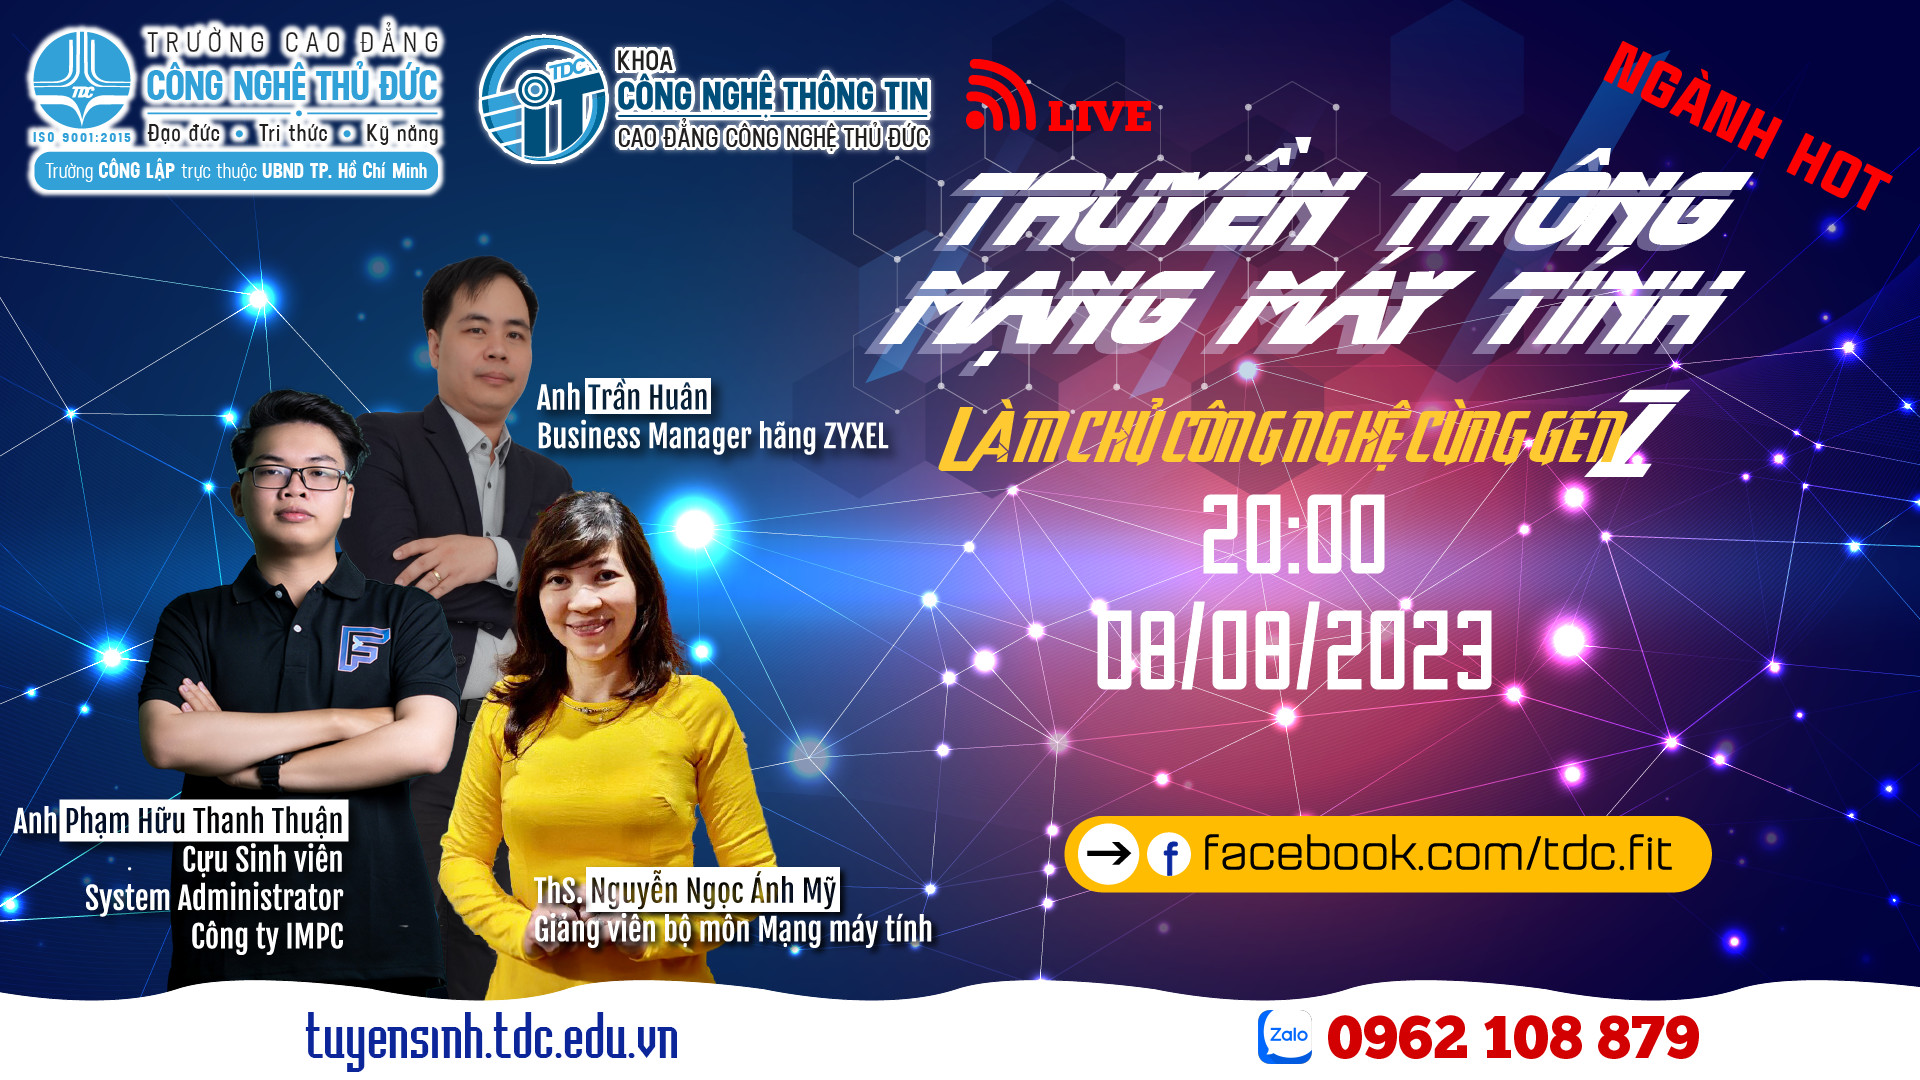 TRƯỜNG CAO ĐẲNG
CÔNG NGHỆ THỦ ĐỨC
TDC
ISO 9001:2015
Đạo đức • Tri thức • Kỹ năng
Trường CÔNG LẬP trực thuộc UBND TP. Hồ Chí Minh
TDC
IT
KHOA
CÔNG NGHỆ THÔNG TIN
CAO ĐẲNG CÔNG NGHỆ THỦ ĐỨC
LIVE
NGÀNH HOT
TRUYỀN THÔNG
MẠNG MÁY TÍNH
LÀM CHỦ CÔNG NGHỆ CÙNG GEN Z
20:00
08/08/2023
facebook.com/tdc.fit
Anh Trần Huân
Business Manager hãng ZYXEL
F
Anh Phạm Hữu Thanh Thuận
Cựu Sinh viên
System Administrator
Công ty IMPC
ThS. Nguyễn Ngọc Ánh Mỹ
Giảng viên bộ môn Mạng máy tính
tuyensinh.tdc.edu.vn
Zalo 0962 108 879